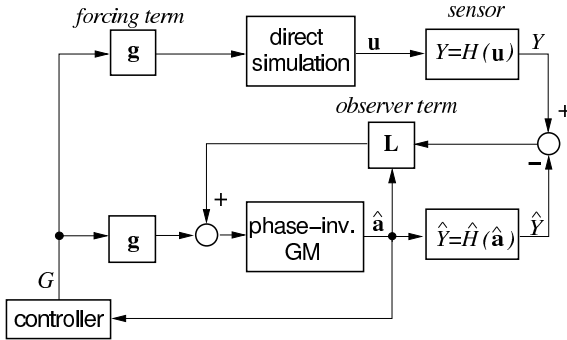 forcing term
sensor
g
direct
simulation
u
Y=H(u)
Y
observer term
+
L
−
+
g
phase−inv.
GM
â
Ŷ=Ĥ(â)
Ŷ
G
controller